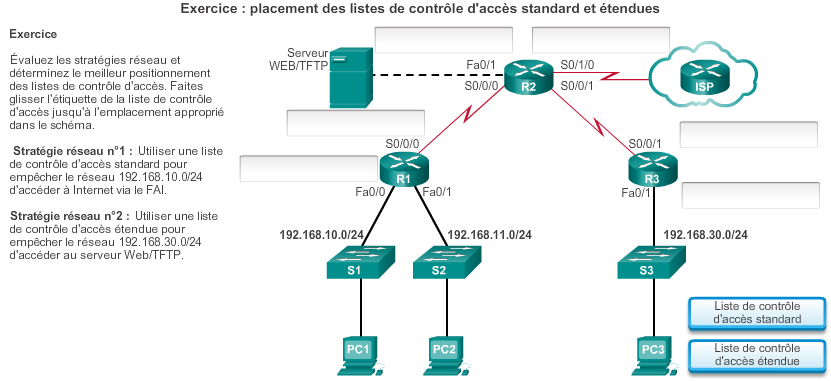 Exercice : placement des listes de contrôle d'accès standard et étendues
Exercice
Évaluez les stratégies réseau et
déterminez le meilleur positionnement
des listes de contrôle d'accès. Faites
glisser l'étiquette de la liste de contrôle
d'accès jusqu'à l'emplacement approprié
dans le schéma.
Stratégie réseau n°1 : Utiliser une liste
de contrôle d'accès standard pour
empêcher le réseau 192.168.10.0/24
d'accéder à Internet via le FAI.
Stratégie réseau n°2 : Utiliser une liste
de contrôle d'accès étendue pour
empêcher le réseau 192.168.30.0/24
d'accéder au serveur Web/TFTP.
Serveur
WEB/TFTP
Fa0/1
S0/1/0
R2
ISP
S0/0/0
S0/0/1
S0/0/0
S0/0/1
R1
R3
Fa0/0
Fa0/1
Fa0/1
192.168.10.0/24
192.168.11.0/24
192.168.30.0/24
S1
S2
S3
PC1
PC2
PC3
Liste de contrôle
d'accès standard
Liste de contrôle
d'accès étendue